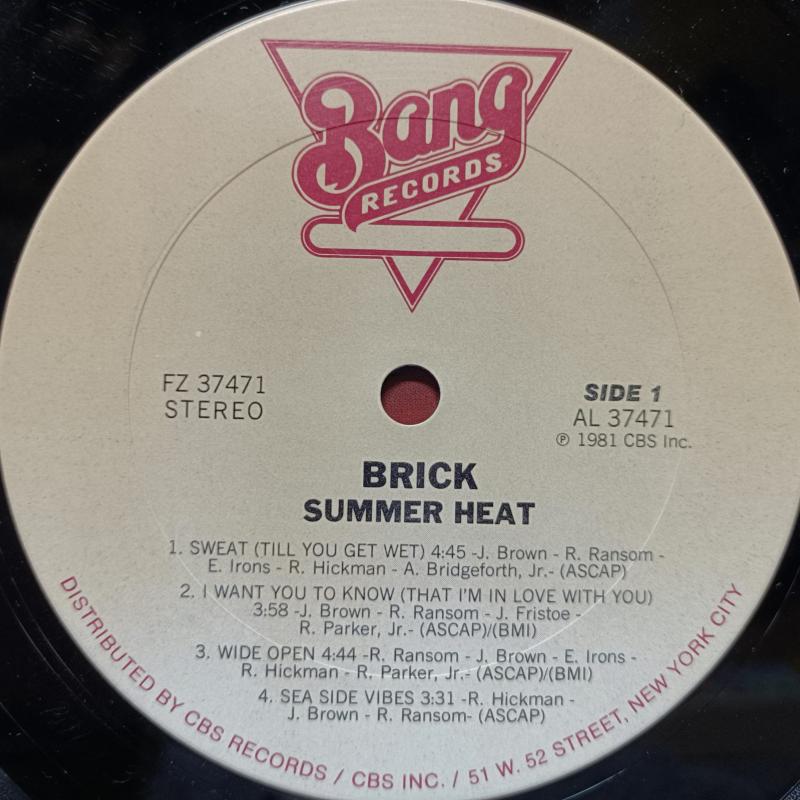 Bang
RECORDS
FZ 37471
STEREO
SIDE 1
AL 37471
℗ 1981 CBS Inc.
BRICK
SUMMER HEAT
1. SWEAT (TILL YOU GET WET) 4:45 -J. Brown - R. Ransom -
E. Irons - R. Hickman - A. Bridgeforth, Jr.- (ASCAP)
2. I WANT YOU TO KNOW (THAT I'M IN LOVE WITH YOU)
3:58 -J. Brown - R. Ransom - J. Fristoe -
R. Parker, Jr.- (ASCAP)/(BMI)
3. WIDE OPEN 4:44 -R. Ransom - J. Brown - E. Irons -
R. Hickman - R. Parker, Jr.- (ASCAP)/(BMI)
4. SEA SIDE VIBES 3:31 -R. Hickman -
J. Brown - R. Ransom- (ASCAP)
DISTRIBUTED BY CBS RECORDS / CBS INC. / 51 W. 52 STREET, NEW YORK CITY